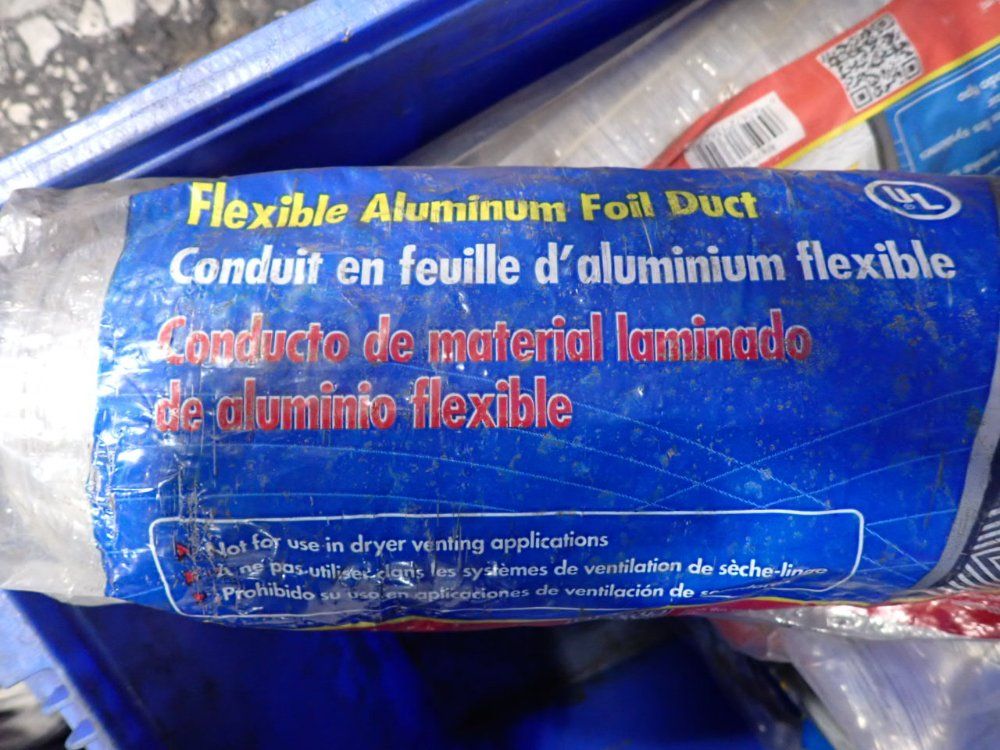 Flexible Aluminum Foil Duct
UL
Conduit en feuille d'aluminium flexible
Conducto de material laminado
de aluminio flexible
Not for use in dryer venting applications
ne pas utiliser dans les systèmes de ventilation de sèche-linge
Prohibido su uso en aplicaciones de ventilación de